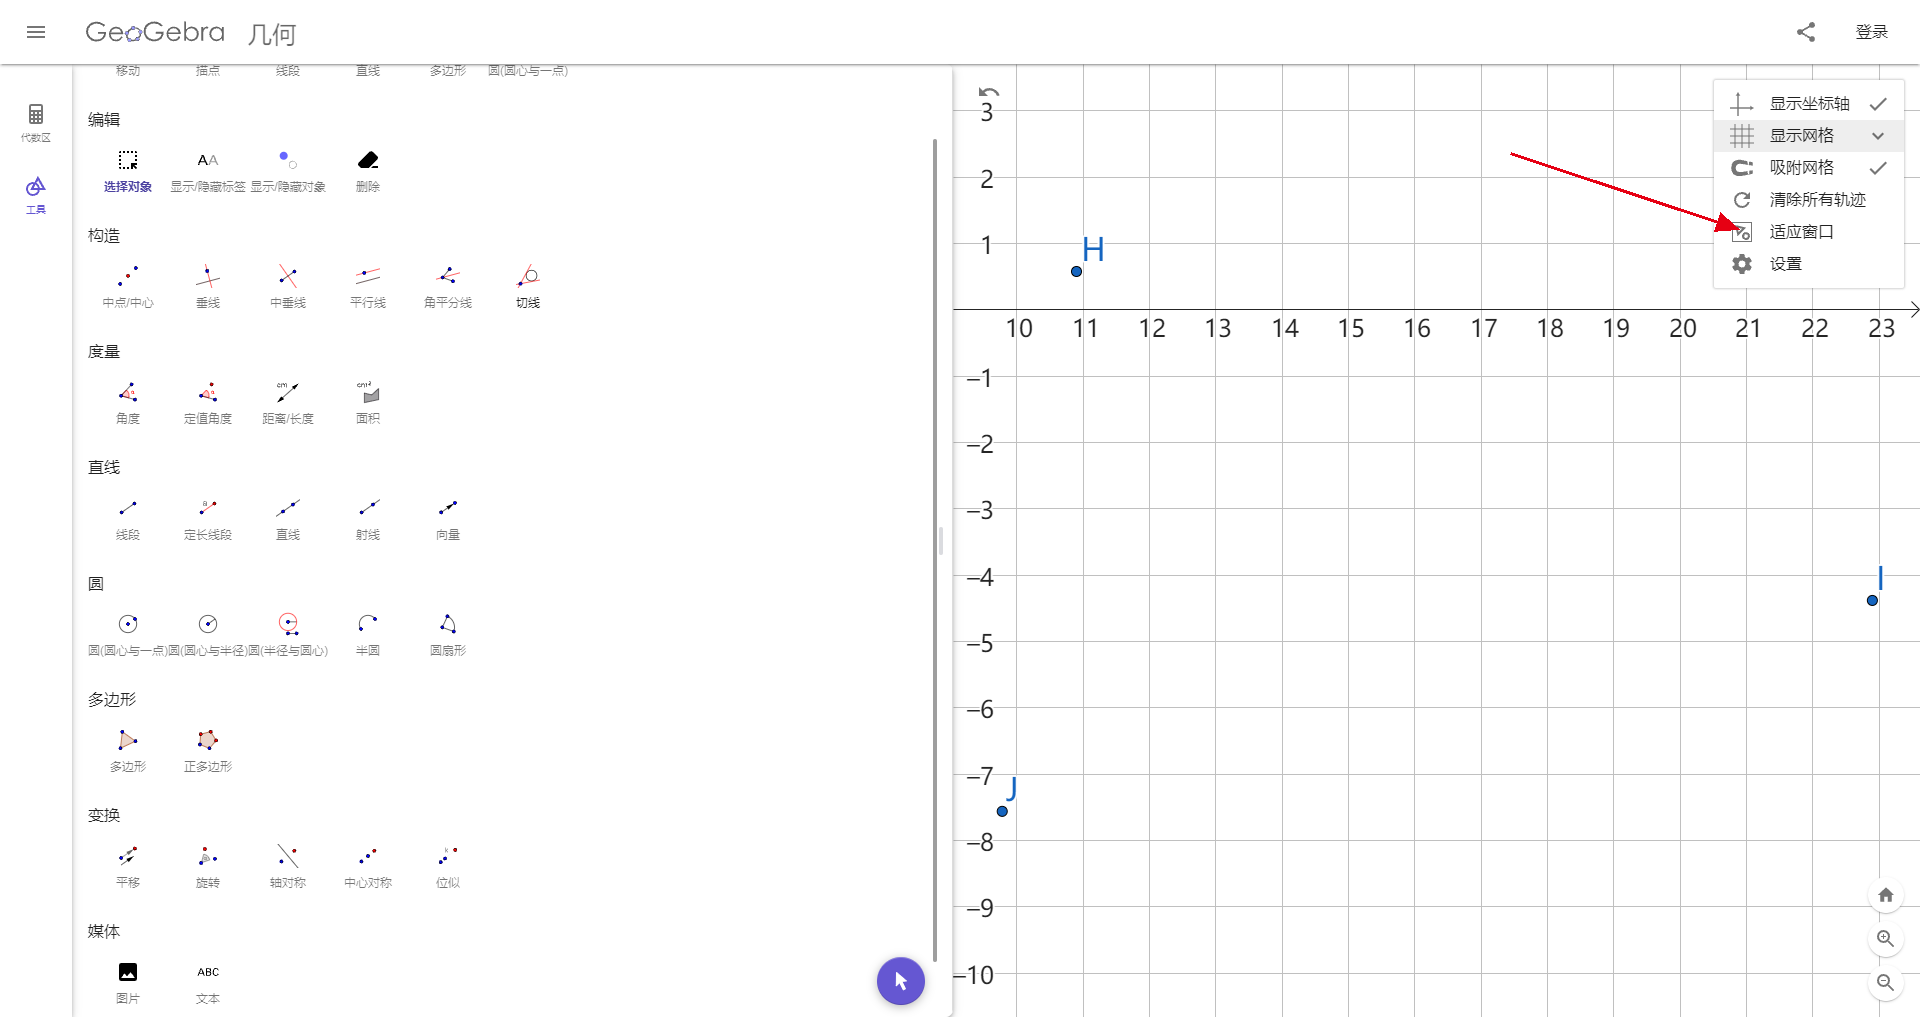 GeoGebra 几何
登录
移动 描点 线段 直线 多边形 圆(圆心与一点)
代数区
工具
编辑
AA
选择对象 显示/隐藏标签 显示/隐藏对象 删除
构造
中点/中心 垂线 中垂线 平行线 角平分线 切线
度量
cm cm²
角度 定值角度 距离/长度 面积
直线
a
线段 定长线段 直线 射线 向量
圆
圆(圆心与一点) 圆(圆心与半径) 圆(半径与圆心) 半圆 圆扇形
多边形
多边形 正多边形
变换
k
平移 旋转 轴对称 中心对称 位似
媒体
ABC
图片 文本
显示坐标轴
显示网格
吸附网格
清除所有轨迹
适应窗口
设置
3
2
1
H
10 11 12 13 14 15 16 17 18 19 20 21 22 23
–1
–2
–3
–4
I
–5
–6
–7
J
–8
–9
–10